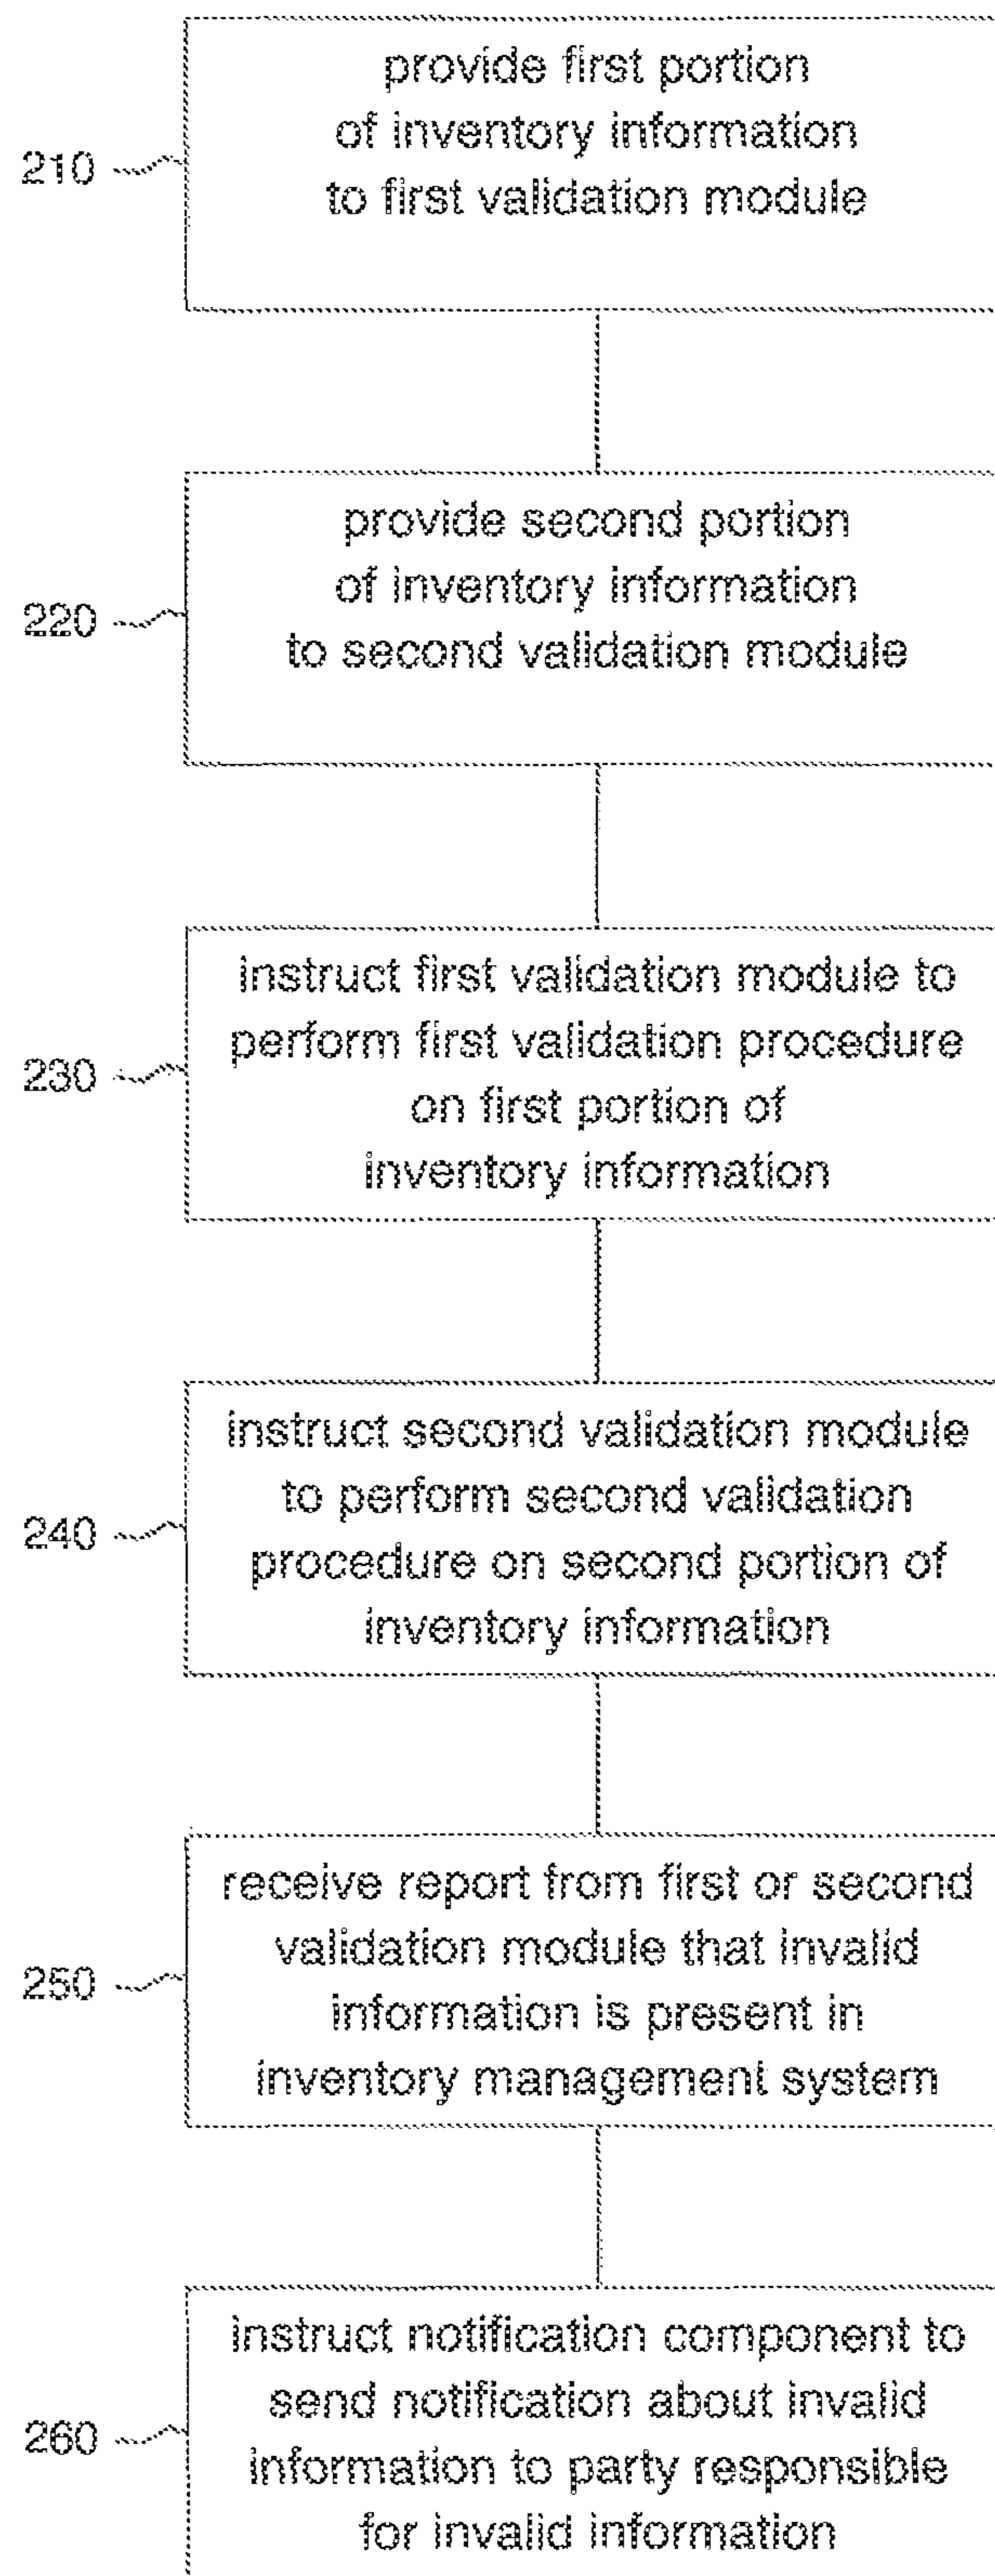 provide first portion
of inventory information
to first validation module
210
provide second portion
of inventory information
to second validation module
220
instruct first validation module to
perform first validation procedure
on first portion of
inventory information
230
instruct second validation module
to perform second validation
procedure on second portion of
inventory information
240
receive report from first or second
validation module that invalid
information is present in
inventory management system
250
instruct notification component to
send notification about invalid
information to party responsible
for invalid information
260